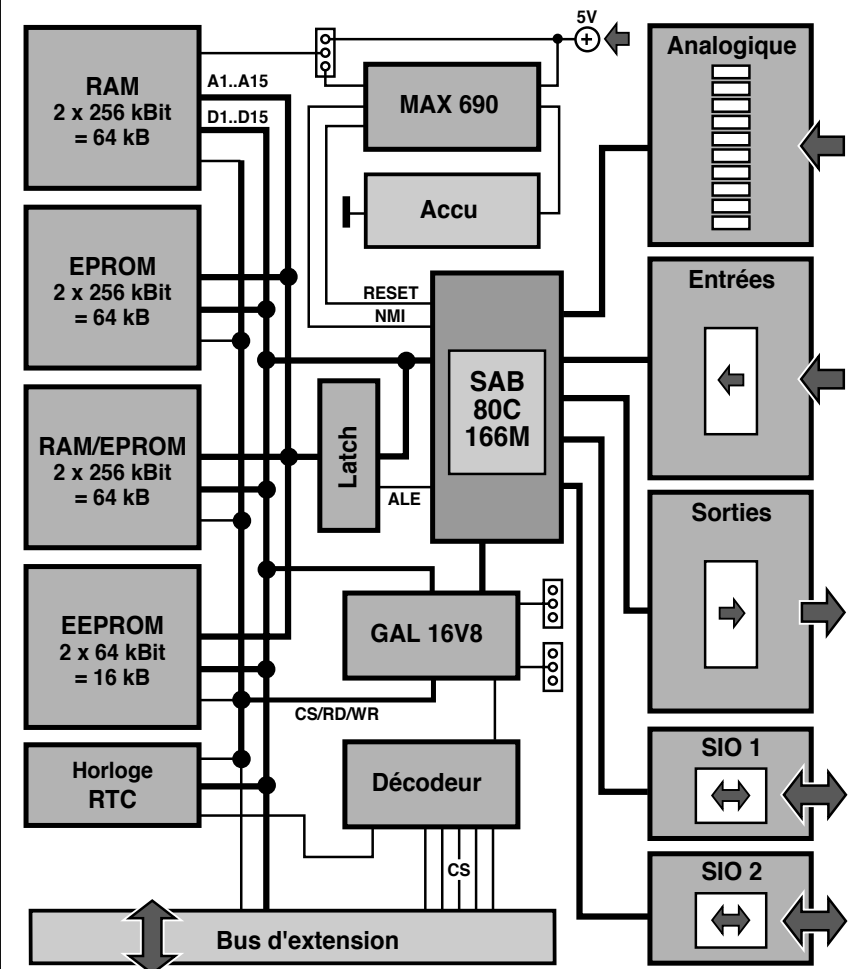 5V
RAM
2 x 256 kBit
= 64 kB
A1..A15
D1..D15
MAX 690
Analogique
Accu
EPROM
2 x 256 kBit
= 64 kB
RESET
NMI
Entrées
SAB
80C
166M
RAM/EPROM
2 x 256 kBit
= 64 kB
Latch
ALE
Sorties
EEPROM
2 x 64 kBit
= 16 kB
GAL 16V8
CS/RD/WR
Horloge
RTC
Décodeur
SIO 1
CS
SIO 2
Bus d'extension